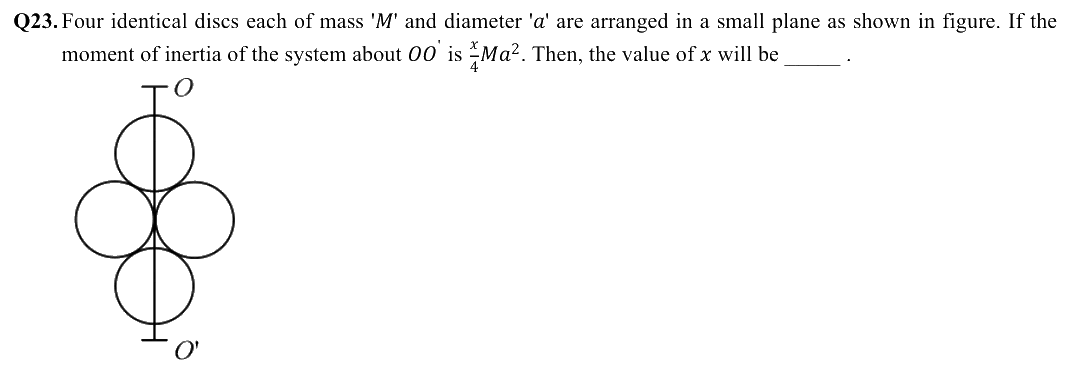 Q23. Four identical discs each of mass 'M' and diameter 'a' are arranged in a small plane as shown in figure. If the
moment of inertia of the system about OO' is x/4 Ma². Then, the value of x will be _____ .
O
O'